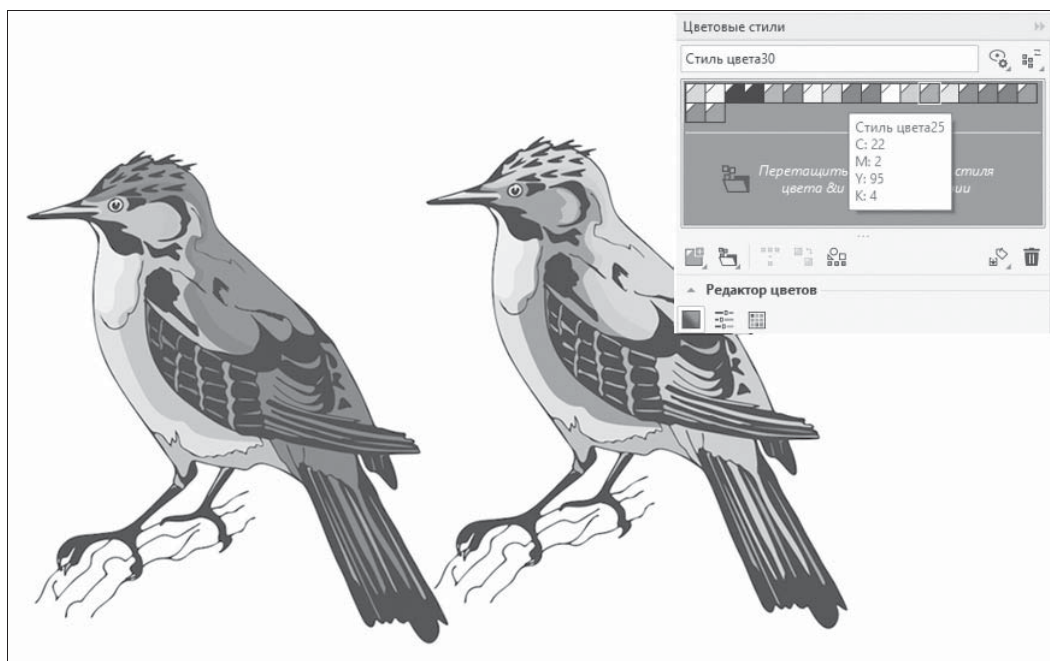 Цветовые стили
Стиль цвета30
Стиль цвета25
C: 22
M: 2
Y: 95
K: 4
Перетащить стиля
цвета &и ии
Редактор цветов